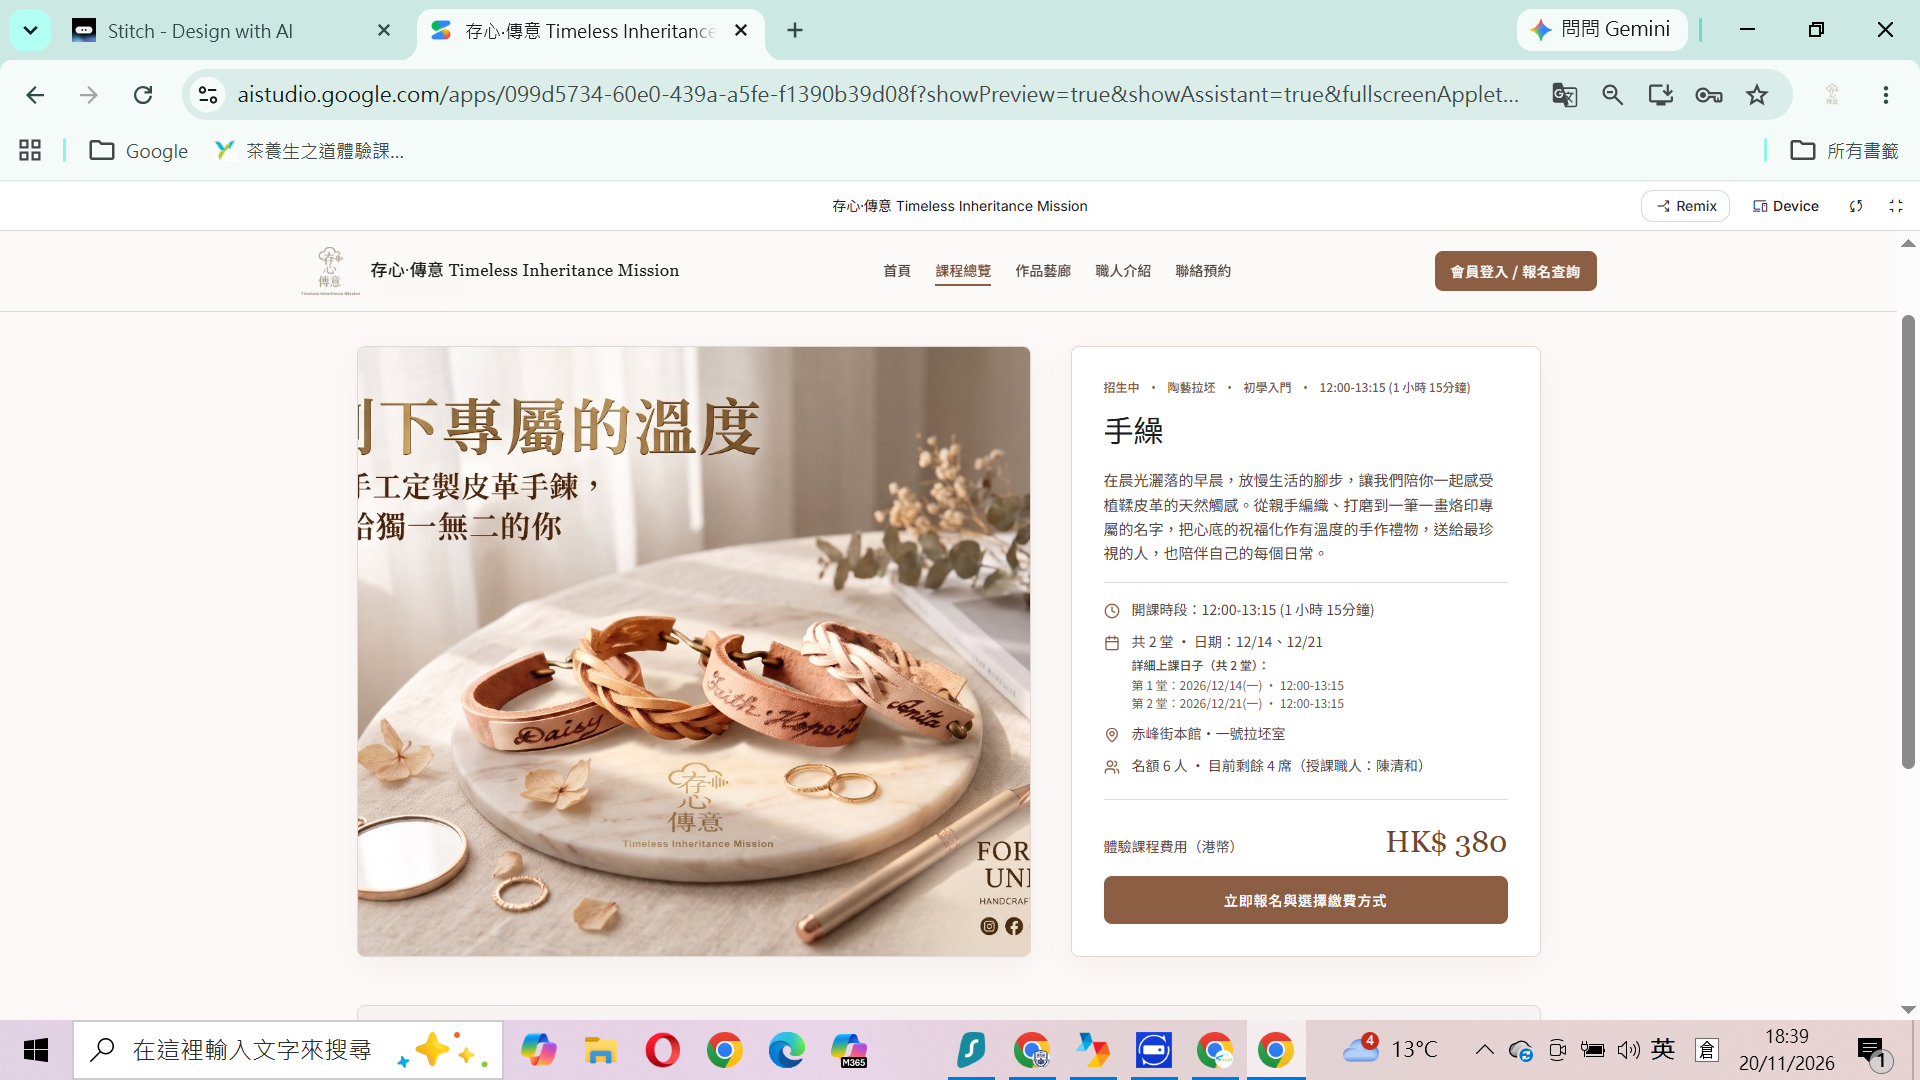 Stitch - Design with AI
存心·傳意 Timeless Inheritance
問問 Gemini
aistudio.google.com/apps/099d5734-60e0-439a-a5fe-f1390b39d08f?showPreview=true&showAssistant=true&fullscreenApplet...
Google
茶養生之道體驗課...
所有書籤
存心·傳意 Timeless Inheritance Mission
Remix
Device
存心傳意
Timeless Inheritance Mission
存心·傳意 Timeless Inheritance Mission
首頁
課程總覽
作品藝廊
職人介紹
聯絡預約
會員登入 / 報名查詢
下專屬的溫度
手工定製皮革手鍊，
給獨一無二的你
Daisy
Faith · Hope
Anita
存心
傳意
Timeless Inheritance Mission
FOR
UNI
HANDCRAF
招生中 • 陶藝拉坯 • 初學入門 • 12:00-13:15 (1 小時 15分鐘)
手繰
在晨光灑落的早晨，放慢生活的腳步，讓我們陪你一起感受
植鞣皮革的天然觸感。從親手編織、打磨到一筆一畫烙印專
屬的名字，把心底的祝福化作有溫度的手作禮物，送給最珍
視的人，也陪伴自己的每個日常。
開課時段：12:00-13:15 (1 小時 15分鐘)
共 2 堂 • 日期：12/14、12/21
詳細上課日子（共 2 堂）：
第 1 堂：2026/12/14(一) • 12:00-13:15
第 2 堂：2026/12/21(一) • 12:00-13:15
赤峰街本館・一號拉坯室
名額 6 人 • 目前剩餘 4 席（授課職人：陳清和）
體驗課程費用（港幣）
HK$ 380
立即報名與選擇繳費方式
在這裡輸入文字來搜尋
M365
4
13°C
英
倉
18:39
20/11/2026
1